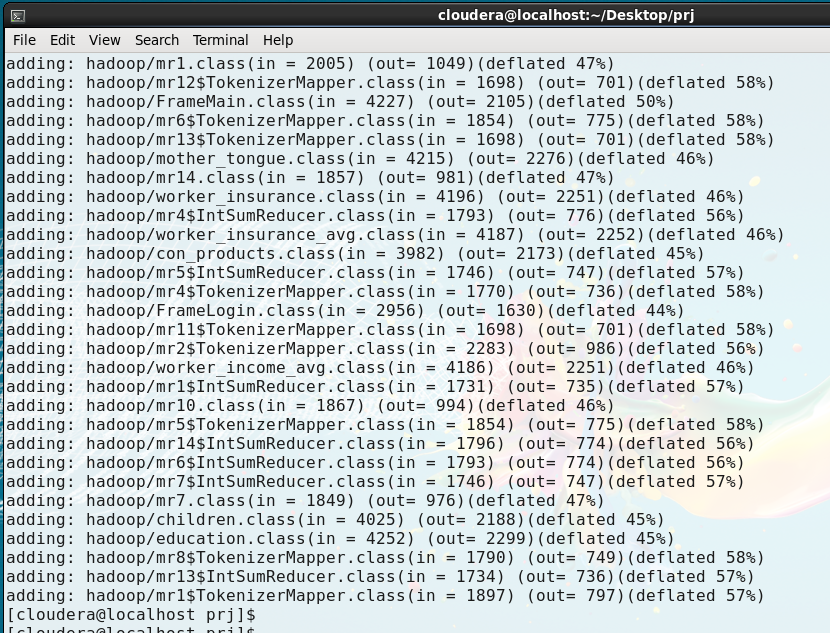 cloudera@localhost:~/Desktop/prj
File Edit View Search Terminal Help
adding: hadoop/mr1.class(in = 2005) (out= 1049)(deflated 47%)
adding: hadoop/mr12$TokenizerMapper.class(in = 1698) (out= 701)(deflated 58%)
adding: hadoop/FrameMain.class(in = 4227) (out= 2105)(deflated 50%)
adding: hadoop/mr6$TokenizerMapper.class(in = 1854) (out= 775)(deflated 58%)
adding: hadoop/mr13$TokenizerMapper.class(in = 1698) (out= 701)(deflated 58%)
adding: hadoop/mother_tongue.class(in = 4215) (out= 2276)(deflated 46%)
adding: hadoop/mr14.class(in = 1857) (out= 981)(deflated 47%)
adding: hadoop/worker_insurance.class(in = 4196) (out= 2251)(deflated 46%)
adding: hadoop/mr4$IntSumReducer.class(in = 1793) (out= 776)(deflated 56%)
adding: hadoop/worker_insurance_avg.class(in = 4187) (out= 2252)(deflated 46%)
adding: hadoop/con_products.class(in = 3982) (out= 2173)(deflated 45%)
adding: hadoop/mr5$IntSumReducer.class(in = 1746) (out= 747)(deflated 57%)
adding: hadoop/mr4$TokenizerMapper.class(in = 1770) (out= 736)(deflated 58%)
adding: hadoop/FrameLogin.class(in = 2956) (out= 1630)(deflated 44%)
adding: hadoop/mr11$TokenizerMapper.class(in = 1698) (out= 701)(deflated 58%)
adding: hadoop/mr2$TokenizerMapper.class(in = 2283) (out= 986)(deflated 56%)
adding: hadoop/worker_income_avg.class(in = 4186) (out= 2251)(deflated 46%)
adding: hadoop/mr1$IntSumReducer.class(in = 1731) (out= 735)(deflated 57%)
adding: hadoop/mr10.class(in = 1867) (out= 994)(deflated 46%)
adding: hadoop/mr5$TokenizerMapper.class(in = 1854) (out= 775)(deflated 58%)
adding: hadoop/mr14$IntSumReducer.class(in = 1796) (out= 774)(deflated 56%)
adding: hadoop/mr6$IntSumReducer.class(in = 1793) (out= 774)(deflated 56%)
adding: hadoop/mr7$IntSumReducer.class(in = 1746) (out= 747)(deflated 57%)
adding: hadoop/mr7.class(in = 1849) (out= 976)(deflated 47%)
adding: hadoop/children.class(in = 4025) (out= 2188)(deflated 45%)
adding: hadoop/education.class(in = 4252) (out= 2299)(deflated 45%)
adding: hadoop/mr8$TokenizerMapper.class(in = 1790) (out= 749)(deflated 58%)
adding: hadoop/mr13$IntSumReducer.class(in = 1734) (out= 736)(deflated 57%)
adding: hadoop/mr1$TokenizerMapper.class(in = 1897) (out= 797)(deflated 57%)
[cloudera@localhost prj]$
[cloudera@localhost prj]$